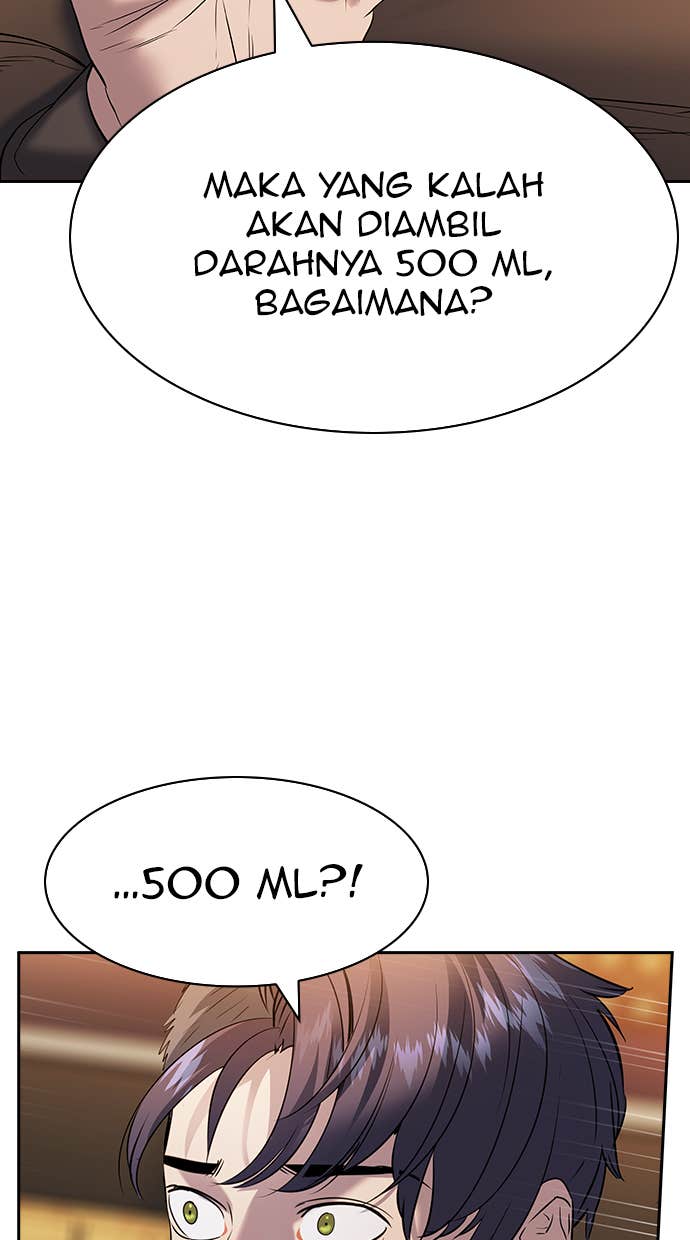 MAKA YANG KALAH
AKAN DIAMBIL
DARAHNYA 500 ML,
BAGAIMANA?
...500 ML?!